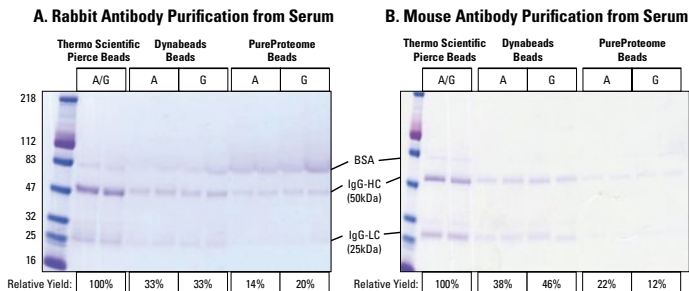 A. Rabbit Antibody Purification from Serum
Thermo Scientific Pierce Beads
Dynabeads Beads
PureProteome Beads
A/G A G A G
218
112
83
47
32
25
16
BSA
IgG-HC
(50kDa)
IgG-LC
(25kDa)
Relative Yield: 100% 33% 33% 14% 20%
B. Mouse Antibody Purification from Serum
Thermo Scientific Pierce Beads
Dynabeads Beads
PureProteome Beads
A/G A G A G
Relative Yield: 100% 38% 46% 22% 12%